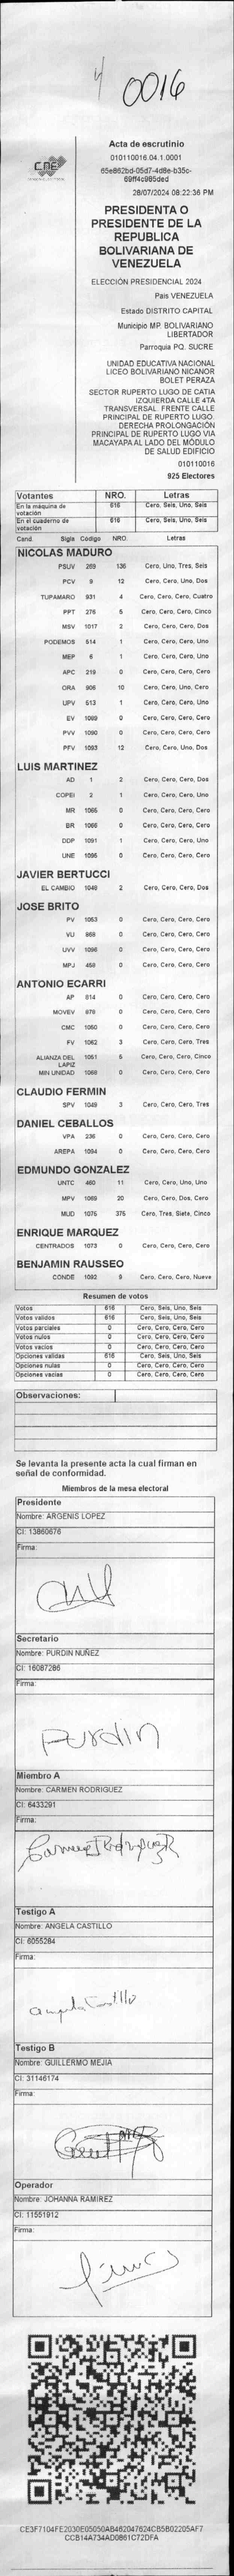 4 0016
CNE
Acta de escrutinio
010110016.04.1.0001
65e862bd-05d7-4d8e-b35c-
69ff4c985ded
28/07/2024 08:22:36 PM
PRESIDENTA O
PRESIDENTE DE LA
REPUBLICA
BOLIVARIANA DE
VENEZUELA
ELECCIÓN PRESIDENCIAL 2024
Pais VENEZUELA
Estado DISTRITO CAPITAL
Municipio MP. BOLIVARIANO
LIBERTADOR
Parroquia PQ. SUCRE
UNIDAD EDUCATIVA NACIONAL
LICEO BOLIVARIANO NICANOR
BOLET PERAZA
SECTOR RUPERTO LUGO DE CATIA
IZQUIERDA CALLE 4TA
TRANSVERSAL. FRENTE CALLE
PRINCIPAL DE RUPERTO LUGO.
DERECHA PROLONGACIÓN
PRINCIPAL DE RUPERTO LUGO VIA
MACAYAPA AL LADO DEL MÓDULO
DE SALUD EDIFICIO
010110016
925 Electores
Votantes NRO. Letras
En la máquina de votación 616 Cero, Seis, Uno, Seis
En el cuaderno de votación 616 Cero, Seis, Uno, Seis
Cand. Sigla Código NRO. Letras
NICOLAS MADURO
PSUV 269 136 Cero, Uno, Tres, Seis
PCV 9 12 Cero, Cero, Uno, Dos
TUPAMARO 931 4 Cero, Cero, Cero, Cuatro
PPT 276 5 Cero, Cero, Cero, Cinco
MSV 1017 2 Cero, Cero, Cero, Dos
PODEMOS 514 1 Cero, Cero, Cero, Uno
MEP 6 1 Cero, Cero, Cero, Uno
APC 219 0 Cero, Cero, Cero, Cero
ORA 906 10 Cero, Cero, Uno, Cero
UPV 513 1 Cero, Cero, Cero, Uno
EV 1089 0 Cero, Cero, Cero, Cero
PVV 1090 0 Cero, Cero, Cero, Cero
PFV 1093 12 Cero, Cero, Uno, Dos
LUIS MARTINEZ
AD 1 2 Cero, Cero, Cero, Dos
COPEI 2 1 Cero, Cero, Cero, Uno
MR 1065 0 Cero, Cero, Cero, Cero
BR 1066 0 Cero, Cero, Cero, Cero
DDP 1091 1 Cero, Cero, Cero, Uno
UNE 1095 0 Cero, Cero, Cero, Cero
JAVIER BERTUCCI
EL CAMBIO 1048 2 Cero, Cero, Cero, Dos
JOSE BRITO
PV 1053 0 Cero, Cero, Cero, Cero
VU 868 0 Cero, Cero, Cero, Cero
UVV 1096 0 Cero, Cero, Cero, Cero
MPJ 459 0 Cero, Cero, Cero, Cero
ANTONIO ECARRI
AP 814 0 Cero, Cero, Cero, Cero
MOVEV 879 0 Cero, Cero, Cero, Cero
CMC 1050 0 Cero, Cero, Cero, Cero
FV 1062 3 Cero, Cero, Cero, Tres
ALIANZA DEL LAPIZ 1051 5 Cero, Cero, Cero, Cinco
MIN UNIDAD 1068 0 Cero, Cero, Cero, Cero
CLAUDIO FERMIN
SPV 1049 3 Cero, Cero, Cero, Tres
DANIEL CEBALLOS
VPA 236 0 Cero, Cero, Cero, Cero
AREPA 1094 0 Cero, Cero, Cero, Cero
EDMUNDO GONZALEZ
UNTC 460 11 Cero, Cero, Uno, Uno
MPV 1069 20 Cero, Cero, Dos, Cero
MUD 1075 375 Cero, Tres, Siete, Cinco
ENRIQUE MARQUEZ
CENTRADOS 1073 0 Cero, Cero, Cero, Cero
BENJAMIN RAUSSEO
CONDE 1092 9 Cero, Cero, Cero, Nueve
Resumen de votos
Votos 616 Cero, Seis, Uno, Seis
Votos validos 616 Cero, Seis, Uno, Seis
Votos parciales 0 Cero, Cero, Cero, Cero
Votos nulos 0 Cero, Cero, Cero, Cero
Votos vacios 0 Cero, Cero, Cero, Cero
Opciones validas 616 Cero, Seis, Uno, Seis
Opciones nulas 0 Cero, Cero, Cero, Cero
Opciones vacias 0 Cero, Cero, Cero, Cero
Observaciones:
Se levanta la presente acta la cual firman en
señal de conformidad.
Miembros de la mesa electoral
Presidente
Nombre: ARGENIS LOPEZ
CI: 13860676
Firma:
Secretario
Nombre: PURDIN NUÑEZ
CI: 16087286
Firma:
Purdin
Miembro A
Nombre: CARMEN RODRIGUEZ
CI: 6433291
Firma:
Carmen Rodriguez R
Testigo A
Nombre: ANGELA CASTILLO
CI: 6055284
Firma:
angela Castillo
Testigo B
Nombre: GUILLERMO MEJIA
CI: 31146174
Firma:
Operador
Nombre: JOHANNA RAMIREZ
CI: 11551912
Firma:
CE3F7104FE2030E05050AB462047624CB5B02205AF7
CCB14A734AD0861C72DFA